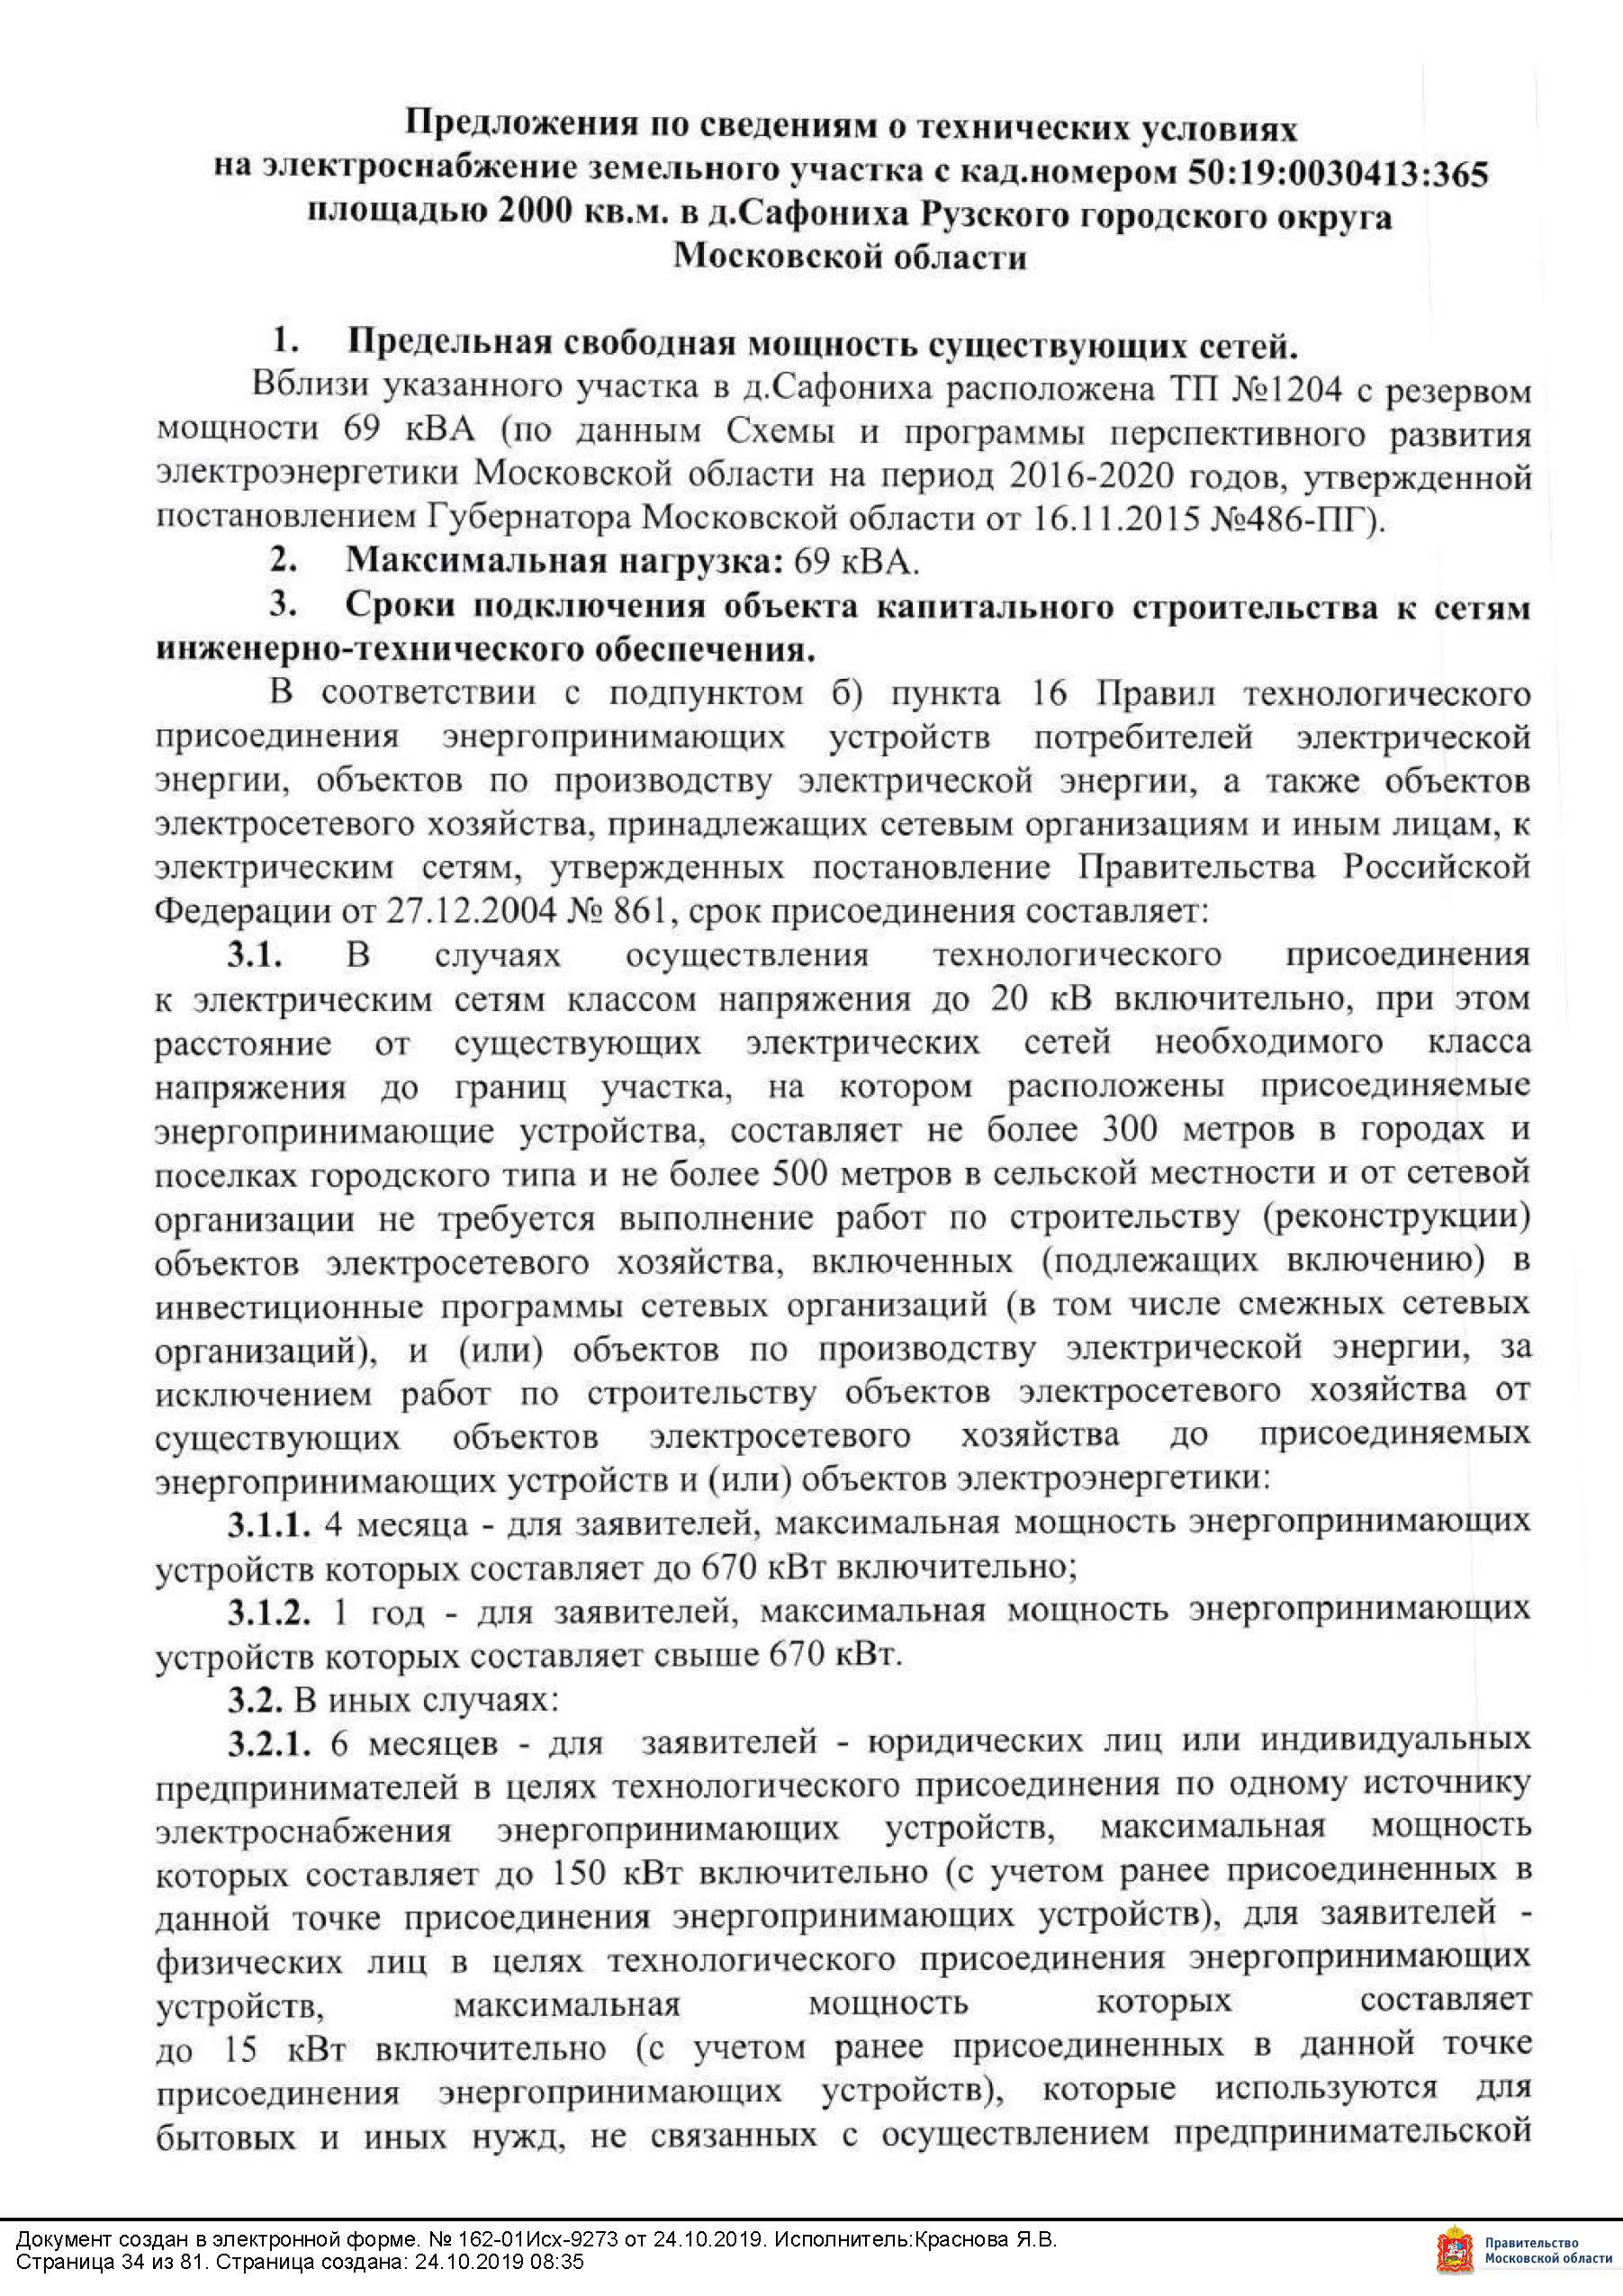 Предложения по сведениям о технических условиях
на электроснабжение земельного участка с кад.номером 50:19:0030413:365
площадью 2000 кв.м. в д.Сафониха Рузского городского округа
Московской области
1. Предельная свободная мощность существующих сетей.
Вблизи указанного участка в д.Сафониха расположена ТП №1204 с резервом
мощности 69 кВА (по данным Схемы и программы перспективного развития
электроэнергетики Московской области на период 2016-2020 годов, утвержденной
постановлением Губернатора Московской области от 16.11.2015 №486-ПГ).
2. Максимальная нагрузка: 69 кВА.
3. Сроки подключения объекта капитального строительства к сетям
инженерно-технического обеспечения.
В соответствии с подпунктом б) пункта 16 Правил технологического
присоединения энергопринимающих устройств потребителей электрической
энергии, объектов по производству электрической энергии, а также объектов
электросетевого хозяйства, принадлежащих сетевым организациям и иным лицам, к
электрическим сетям, утвержденных постановление Правительства Российской
Федерации от 27.12.2004 № 861, срок присоединения составляет:
3.1. В случаях осуществления технологического присоединения
к электрическим сетям классом напряжения до 20 кВ включительно, при этом
расстояние от существующих электрических сетей необходимого класса
напряжения до границ участка, на котором расположены присоединяемые
энергопринимающие устройства, составляет не более 300 метров в городах и
поселках городского типа и не более 500 метров в сельской местности и от сетевой
организации не требуется выполнение работ по строительству (реконструкции)
объектов электросетевого хозяйства, включенных (подлежащих включению) в
инвестиционные программы сетевых организаций (в том числе смежных сетевых
организаций), и (или) объектов по производству электрической энергии, за
исключением работ по строительству объектов электросетевого хозяйства от
существующих объектов электросетевого хозяйства до присоединяемых
энергопринимающих устройств и (или) объектов электроэнергетики:
3.1.1. 4 месяца - для заявителей, максимальная мощность энергопринимающих
устройств которых составляет до 670 кВт включительно;
3.1.2. 1 год - для заявителей, максимальная мощность энергопринимающих
устройств которых составляет свыше 670 кВт.
3.2. В иных случаях:
3.2.1. 6 месяцев - для заявителей - юридических лиц или индивидуальных
предпринимателей в целях технологического присоединения по одному источнику
электроснабжения энергопринимающих устройств, максимальная мощность
которых составляет до 150 кВт включительно (с учетом ранее присоединенных в
данной точке присоединения энергопринимающих устройств), для заявителей -
физических лиц в целях технологического присоединения энергопринимающих
устройств, максимальная мощность которых составляет
до 15 кВт включительно (с учетом ранее присоединенных в данной точке
присоединения энергопринимающих устройств), которые используются для
бытовых и иных нужд, не связанных с осуществлением предпринимательской
Документ создан в электронной форме. № 162-01Исх-9273 от 24.10.2019. Исполнитель:Краснова Я.В.
Страница 34 из 81. Страница создана: 24.10.2019 08:35
Правительство
Московской области